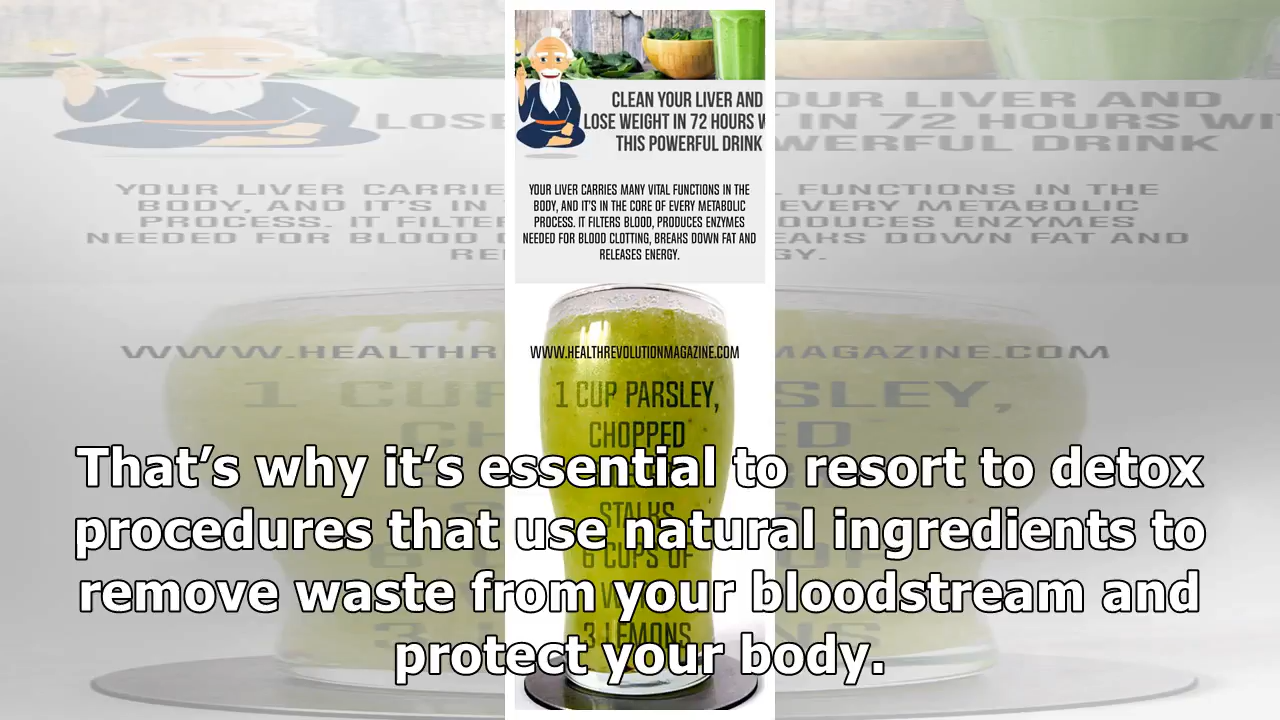 CLEAN YOUR LIVER AND
LOSE WEIGHT IN 72 HOURS W
THIS POWERFUL DRINK
YOUR LIVER CARRIES MANY VITAL FUNCTIONS IN THE
BODY, AND IT'S IN THE CORE OF EVERY METABOLIC
PROCESS. IT FILTERS BLOOD, PRODUCES ENZYMES
NEEDED FOR BLOOD CLOTTING, BREAKS DOWN FAT AND
RELEASES ENERGY.
WWW.HEALTHREVOLUTIONMAGAZINE.COM
1 CUP PARSLEY,
CHOPPED
STALKS
6 CUPS OF
3 LEMONS
That’s why it’s essential to resort to detox
procedures that use natural ingredients to
remove waste from your bloodstream and
protect your body.